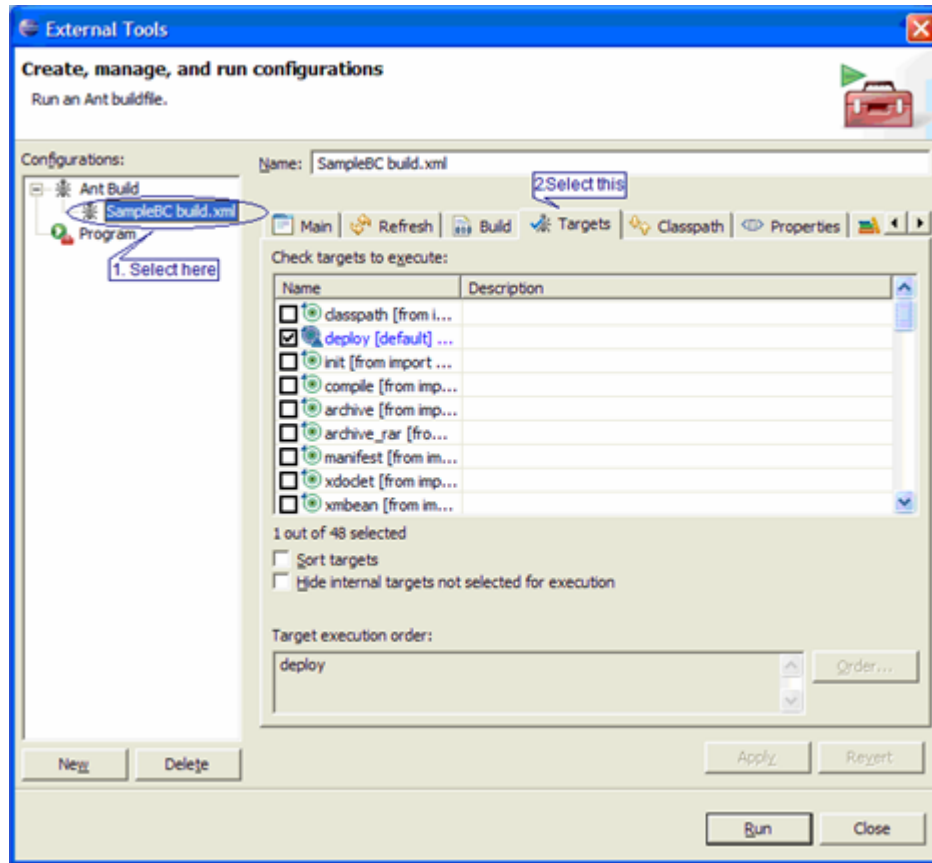 External Tools
Create, manage, and run configurations
Run an Ant buildfile.
Configurations:
Ant Build
SampleBC build.xml
Program
1. Select here
Name: SampleBC build.xml
2.Select this
Main Refresh Build Targets Classpath Properties
Check targets to execute:
Name Description
classpath [from i...
deploy [default] ...
init [from import ...
compile [from imp...
archive [from imp...
archive_rar [fro...
manifest [from im...
xdoclet [from imp...
xmbean [from im...
1 out of 48 selected
Sort targets
Hide internal targets not selected for execution
Target execution order:
deploy
Order...
New Delete
Apply Revert
Run Close